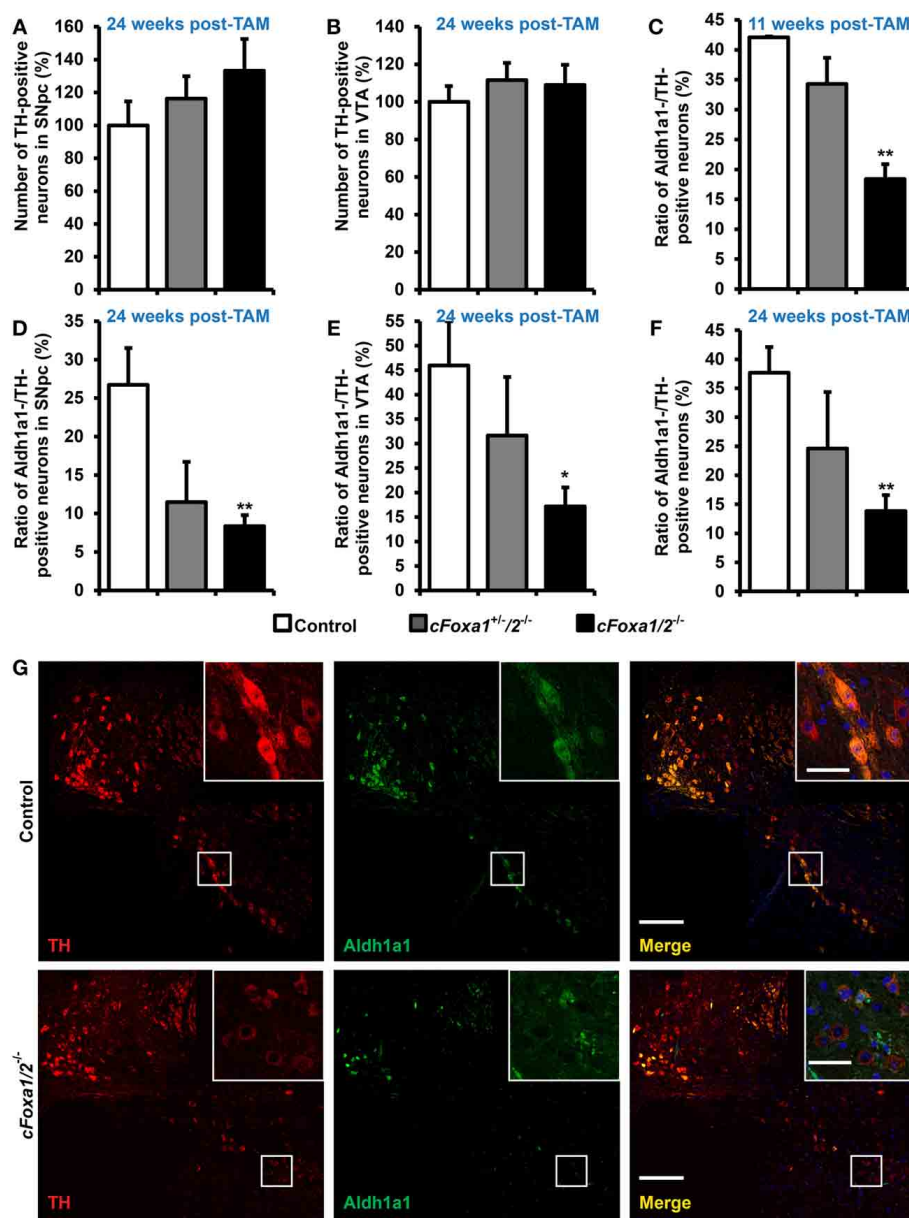 A
24 weeks post-TAM
Number of TH-positive
neurons in SNpc (%)
160
140
120
100
80
60
40
20
0
B
24 weeks post-TAM
Number of TH-positive
neurons in VTA (%)
140
120
100
80
60
40
20
0
C
11 weeks post-TAM
Ratio of Aldh1a1-/TH-
positive neurons (%)
45
40
35
30
25
20
15
10
5
0
**
D
24 weeks post-TAM
Ratio of Aldh1a1-/TH-
positive neurons in SNpc (%)
35
30
25
20
15
10
5
0
**
E
24 weeks post-TAM
Ratio of Aldh1a1-/TH-
positive neurons in VTA (%)
55
50
45
40
35
30
25
20
15
10
5
0
*
F
24 weeks post-TAM
Ratio of Aldh1a1-/TH-
positive neurons (%)
45
40
35
30
25
20
15
10
5
0
**
Control
cFoxa1+/-/2-/-
cFoxa1/2-/-
G
Control
TH
Aldh1a1
Merge
cFoxa1/2-/-
TH
Aldh1a1
Merge